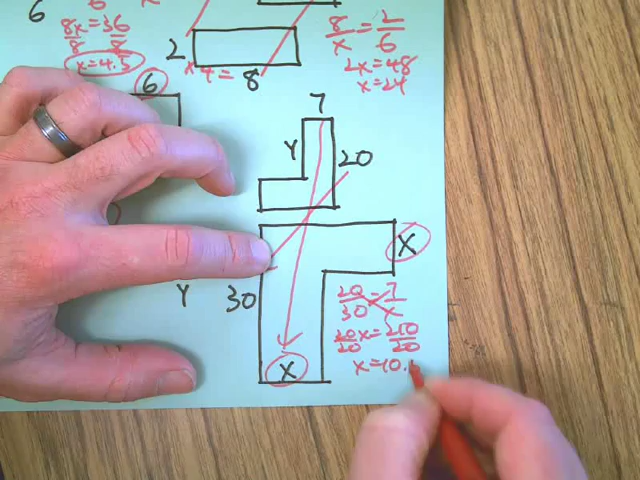 6
6
8x=36
8 8
x=4.5
2
x4=
8
8/x=2/6
2x=48
x=24
6
7
Y
20
X
Y
30
20/30=7/x
20/20x=210/20
x=10.
X